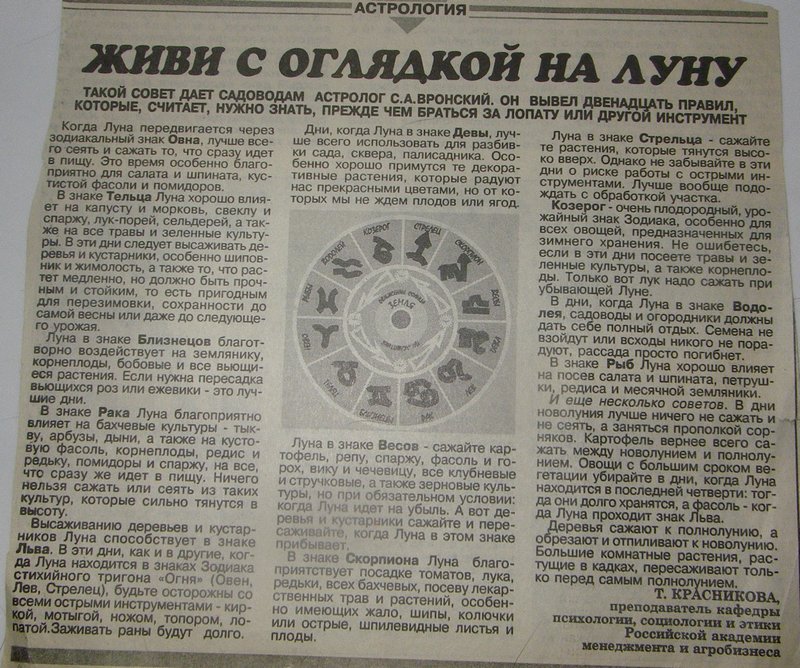 АСТРОЛОГИЯ
ЖИВИ С ОГЛЯДКОЙ НА ЛУНУ
ТАКОЙ СОВЕТ ДАЕТ САДОВОДАМ АСТРОЛОГ С.А.ВРОНСКИЙ. ОН ВЫВЕЛ ДВЕНАДЦАТЬ ПРАВИЛ,
КОТОРЫЕ, СЧИТАЕТ, НУЖНО ЗНАТЬ, ПРЕЖДЕ ЧЕМ БРАТЬСЯ ЗА ЛОПАТУ ИЛИ ДРУГОЙ ИНСТРУМЕНТ
Когда Луна передвигается через
зодиакальный знак Овна, лучше все-
го сеять и сажать то, что сразу идет
в пищу. Это время особенно благо-
приятно для салата и шпината, кус-
тистой фасоли и помидоров.
В знаке Тельца Луна хорошо влия-
ет на капусту и морковь, свеклу и
спаржу, лук-порей, сельдерей, а так-
же на все травы и зеленные культу-
ры. В эти дни следует высаживать де-
ревья и кустарники, особенно шипов-
ник и жимолость, а также то, что рас-
тет медленно, но должно быть проч-
ным и стойким, то есть пригодным
для перезимовки, сохранности до
самой весны или даже до следующе-
го урожая.
Луна в знаке Близнецов благот-
ворно воздействует на землянику,
корнеплоды, бобовые и все вьющи-
еся растения. Если нужна пересадка
вьющихся роз или ежевики - это луч-
шие дни.
В знаке Рака Луна благоприятно
влияет на бахчевые культуры - тык-
ву, арбузы, дыни, а также на кусто-
вую фасоль, корнеплоды, редис и
редьку, помидоры и спаржу, на все,
что сразу же идет в пищу. Ничего
нельзя сажать или сеять из таких
культур, которые сильно тянутся в
высоту.
Высаживанию деревьев и кустар-
ников Луна способствует в знаке
Льва. В эти дни, как и в другие, ког-
да Луна находится в знаках Зодиака
стихийного тригона «Огня» (Овен,
Лев, Стрелец), будьте осторожны со
всеми острыми инструментами - кир-
кой, мотыгой, ножом, топором, ло-
патой.Заживать раны будут долго.
Дни, когда Луна в знаке Девы, луч-
ше всего использовать для разбив-
ки сада, сквера, палисадника. Осо-
бенно хорошо примутся те декора-
тивные растения, которые радуют
нас прекрасными цветами, но от ко-
торых мы не ждем плодов или ягод.
КОЗЕРОГ
СТРЕЛЕЦ
СКОРПИОН
ВЕСЫ
ДЕВА
ЛЕВ
РАК
БЛИЗНЕЦЫ
ТЕЛЕЦ
ОВЕН
РЫБЫ
ВОДОЛЕЙ
ЗЕМЛЯ
Луна в знаке Весов - сажайте кар-
тофель, репу, спаржу, фасоль и го-
рох, вику и чечевицу, все клубневые
и стручковые, а также зерновые куль-
туры, но при обязательном условии:
когда Луна идет на убыль. А вот де-
ревья и кустарники сажайте и пере-
саживайте, когда Луна в этом знаке
прибывает.
В знаке Скорпиона Луна благо-
приятствует посадке томатов, лука,
редьки, всех бахчевых, посеву лекар-
ственных трав и растений, особен-
но имеющих жало, шипы, колючки
или острые, шпилевидные листья и
плоды.
Луна в знаке Стрельца - сажайте
те растения, которые тянутся высо-
ко вверх. Однако не забывайте в эти
дни о риске работы с острыми ин-
струментами. Лучше вообще подо-
ждать с обработкой участка.
Козерог - очень плодородный, уро-
жайный знак Зодиака, особенно для
всех овощей, предназначенных для
зимнего хранения. Не ошибетесь,
если в эти дни посеете травы и зе-
ленные культуры, а также корнепло-
ды. Только вот лук надо сажать при
убывающей Луне.
В дни, когда Луна в знаке Водо-
лея, садоводы и огородники должны
дать себе полный отдых. Семена не
взойдут или всходы никого не пора-
дуют, рассада просто погибнет.
В знаке Рыб Луна хорошо влияет
на посев салата и шпината, петруш-
ки, редиса и месячной земляники.
И еще несколько советов. В дни
новолуния лучше ничего не сажать и
не сеять, а заняться прополкой сор-
няков. Картофель вернее всего са-
жать между новолунием и полнолу-
нием. Овощи с большим сроком ве-
гетации убирайте в дни, когда Луна
находится в последней четверти: тог-
да они долго хранятся, а фасоль - ког-
да Луна проходит знак Льва.
Деревья сажают к полнолунию, а
обрезают и отпиливают к новолунию.
Большие комнатные растения, рас-
тущие в кадках, пересаживают толь-
ко перед самым полнолунием.
Т. КРАСНИКОВА,
преподаватель кафедры
психологии, социологии и этики
Российской академии
менеджмента и агробизнеса